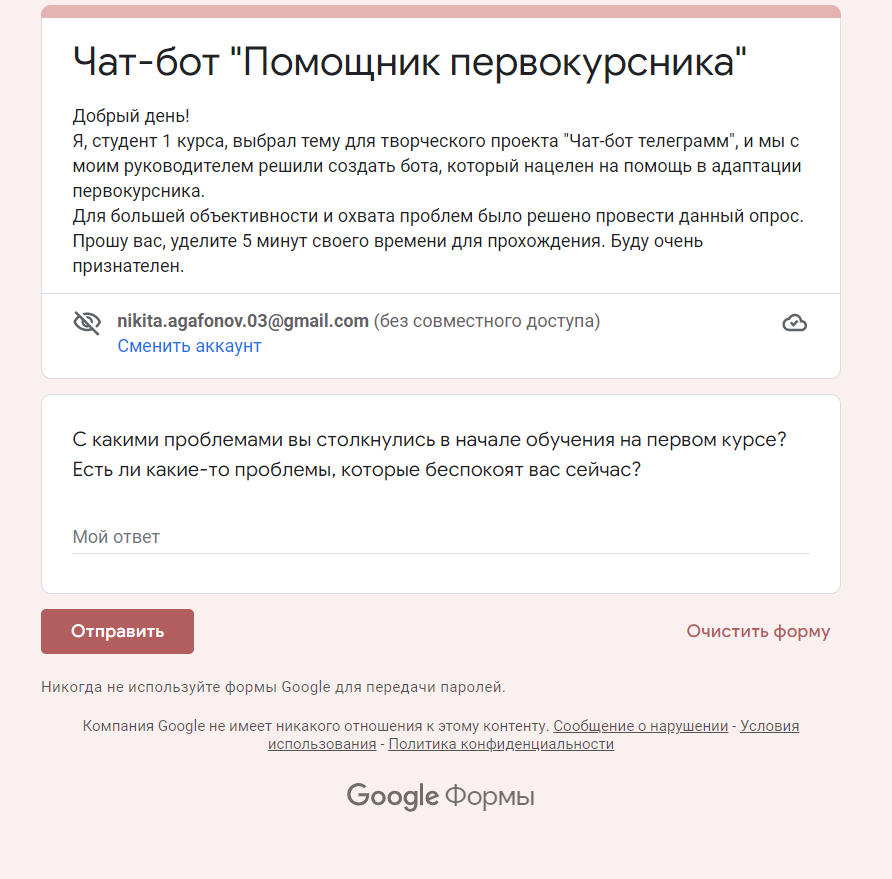 Чат-бот "Помощник первокурсника"
Добрый день!
Я, студент 1 курса, выбрал тему для творческого проекта "Чат-бот телеграмм", и мы с
моим руководителем решили создать бота, который нацелен на помощь в адаптации
первокурсника.
Для большей объективности и охвата проблем было решено провести данный опрос.
Прошу вас, уделите 5 минут своего времени для прохождения. Буду очень
признателен.
nikita.agafonov.03@gmail.com (без совместного доступа)
Сменить аккаунт
С какими проблемами вы столкнулись в начале обучения на первом курсе?
Есть ли какие-то проблемы, которые беспокоят вас сейчас?
Мой ответ
Отправить
Очистить форму
Никогда не используйте формы Google для передачи паролей.
Компания Google не имеет никакого отношения к этому контенту. Сообщение о нарушении - Условия
использования - Политика конфиденциальности
Google Формы